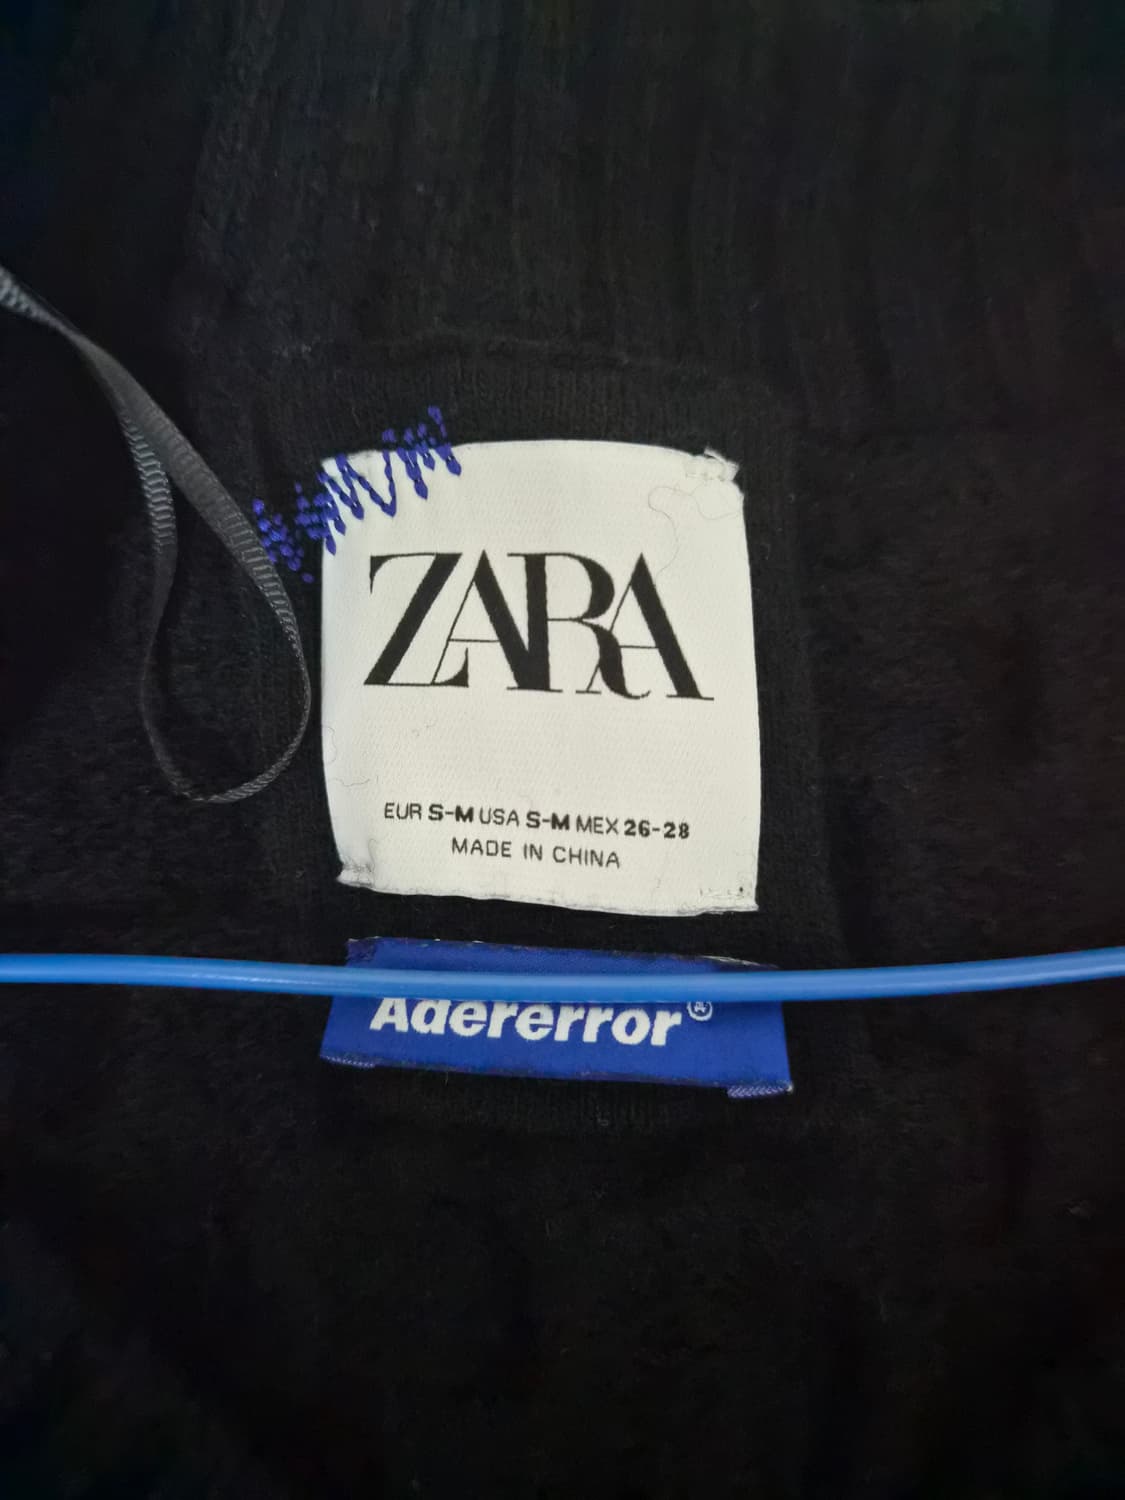 ZARA
EUR S-M USA S-M MEX 26-28
MADE IN CHINA
Adererror®